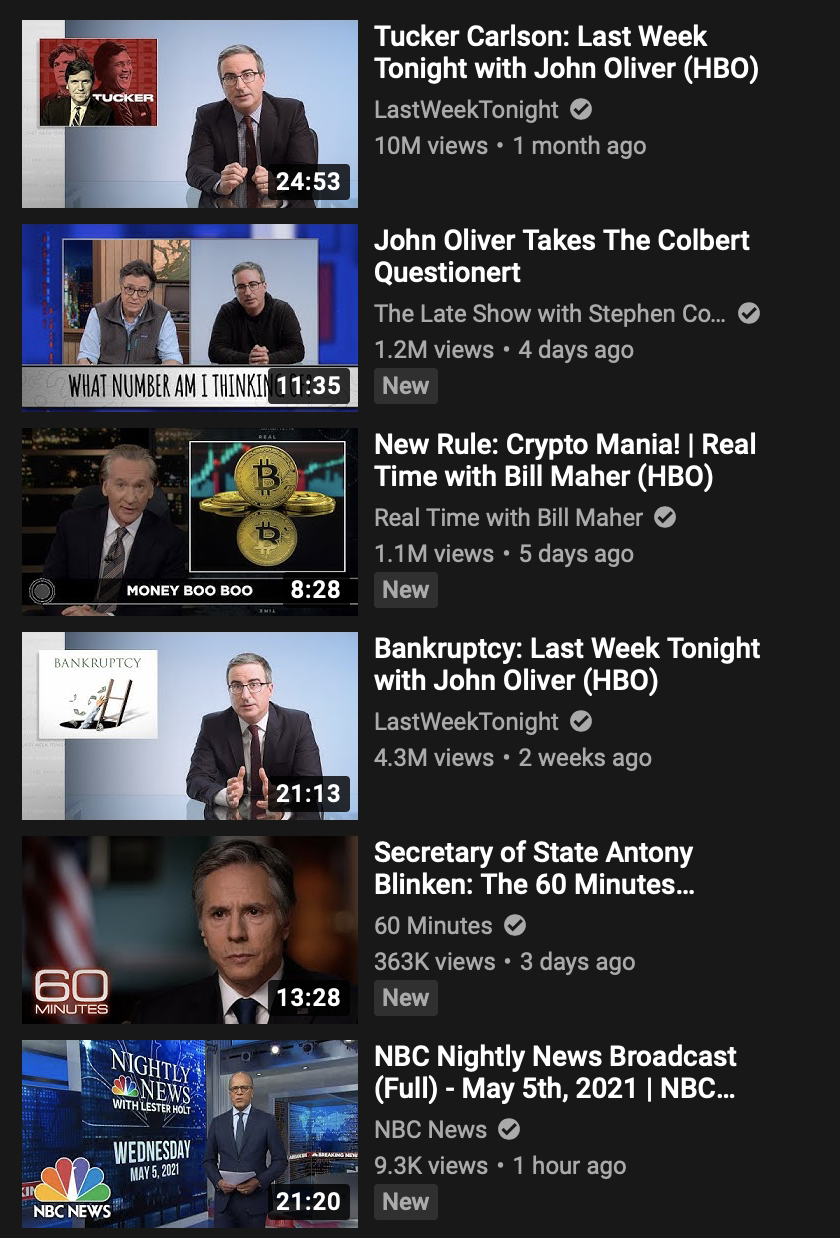 TUCKER
24:53
Tucker Carlson: Last Week
Tonight with John Oliver (HBO)
LastWeekTonight
10M views • 1 month ago
WHAT NUMBER AM I THINKING
11:35
John Oliver Takes The Colbert
Questionert
The Late Show with Stephen Co...
1.2M views • 4 days ago
New
REAL
MONEY BOO BOO
8:28
TIME
New Rule: Crypto Mania! | Real
Time with Bill Maher (HBO)
Real Time with Bill Maher
1.1M views • 5 days ago
New
BANKRUPTCY
21:13
Bankruptcy: Last Week Tonight
with John Oliver (HBO)
LastWeekTonight
4.3M views • 2 weeks ago
60
MINUTES
13:28
Secretary of State Antony
Blinken: The 60 Minutes...
60 Minutes
363K views • 3 days ago
New
NIGHTLY
NEWS
WITH LESTER HOLT
WEDNESDAY
MAY 5, 2021
BREAKING NEWS
NBC NEWS
21:20
NBC Nightly News Broadcast
(Full) - May 5th, 2021 | NBC...
NBC News
9.3K views • 1 hour ago
New